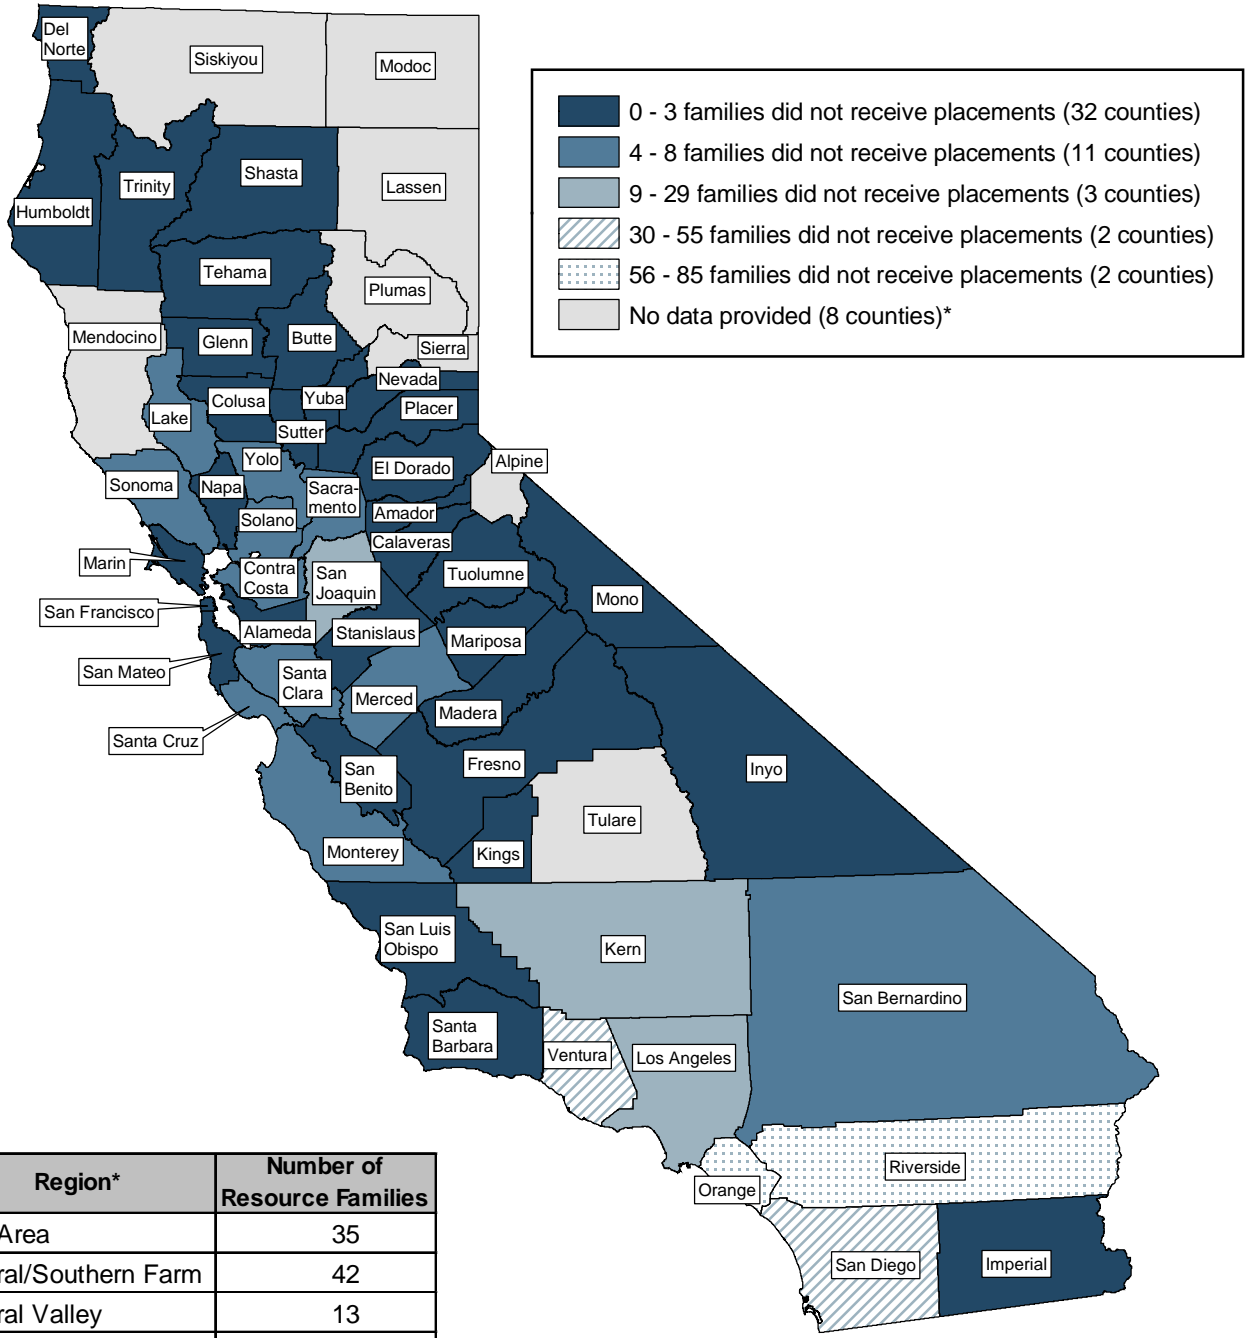 Del
Norte
Siskiyou
Modoc
0 - 3 families did not receive placements (32 counties)
4 - 8 families did not receive placements (11 counties)
9 - 29 families did not receive placements (3 counties)
30 - 55 families did not receive placements (2 counties)
56 - 85 families did not receive placements (2 counties)
No data provided (8 counties)*
Humboldt
Trinity
Shasta
Lassen
Tehama
Plumas
Mendocino
Glenn
Butte
Sierra
Nevada
Lake
Colusa
Yuba
Placer
Sutter
Sonoma
Napa
Yolo
El Dorado
Alpine
Sacra-
mento
Solano
Amador
Calaveras
Marin
Contra
Costa
San
Joaquin
Tuolumne
Mono
San Francisco
Alameda
Stanislaus
Mariposa
San Mateo
Santa
Clara
Merced
Madera
Santa Cruz
San
Benito
Fresno
Inyo
Tulare
Monterey
Kings
San Luis
Obispo
Kern
San Bernardino
Santa
Barbara
Ventura
Los Angeles
Riverside
Orange
San Diego
Imperial
Region*
Number of
Resource Families
Area
35
ral/Southern Farm
42
ral Valley
13